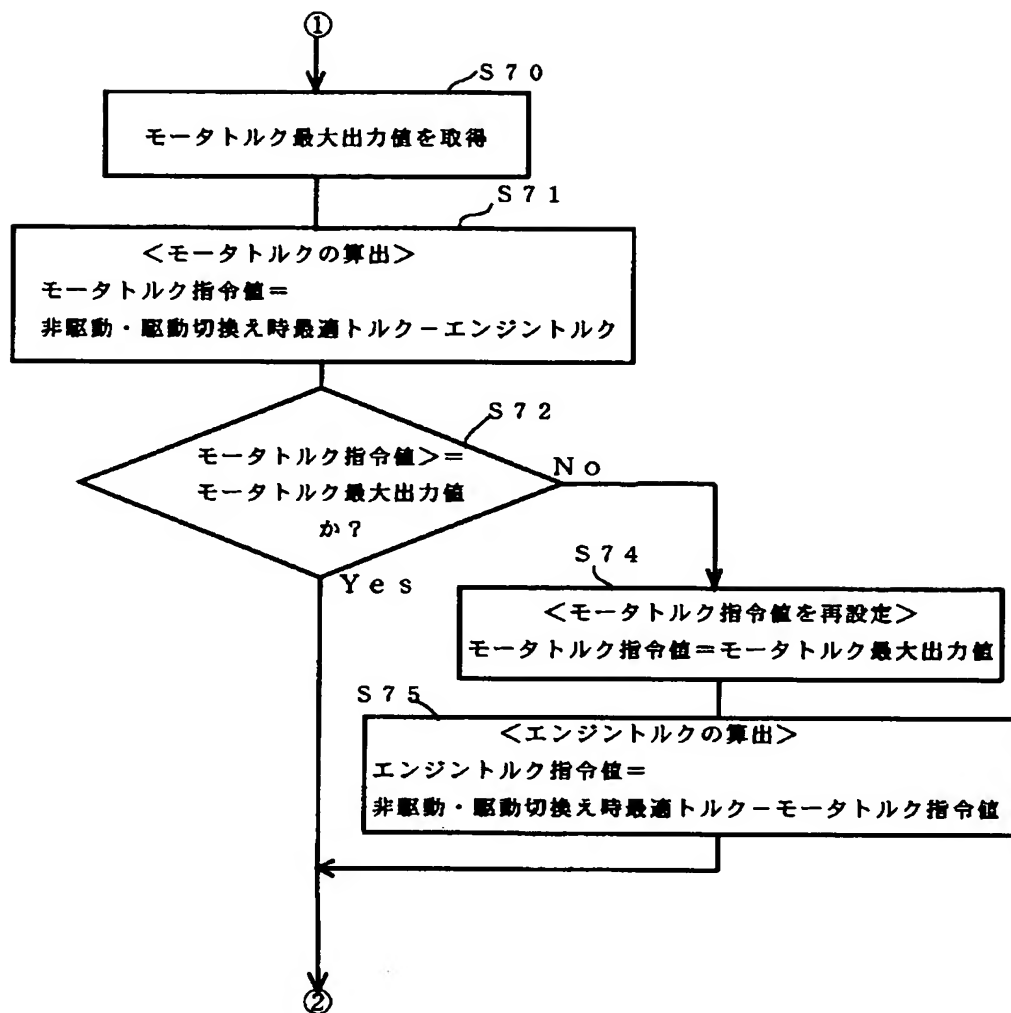 ①
S70
モータトルク最大出力値を取得
S71
＜モータトルクの算出＞
モータトルク指令値＝
非駆動・駆動切換え時最適トルク－エンジントルク
S72
モータトルク指令値＞＝
モータトルク最大出力値
か？
No
Yes
S74
＜モータトルク指令値を再設定＞
モータトルク指令値＝モータトルク最大出力値
S75
＜エンジントルクの算出＞
エンジントルク指令値＝
非駆動・駆動切換え時最適トルク－モータトルク指令値
②